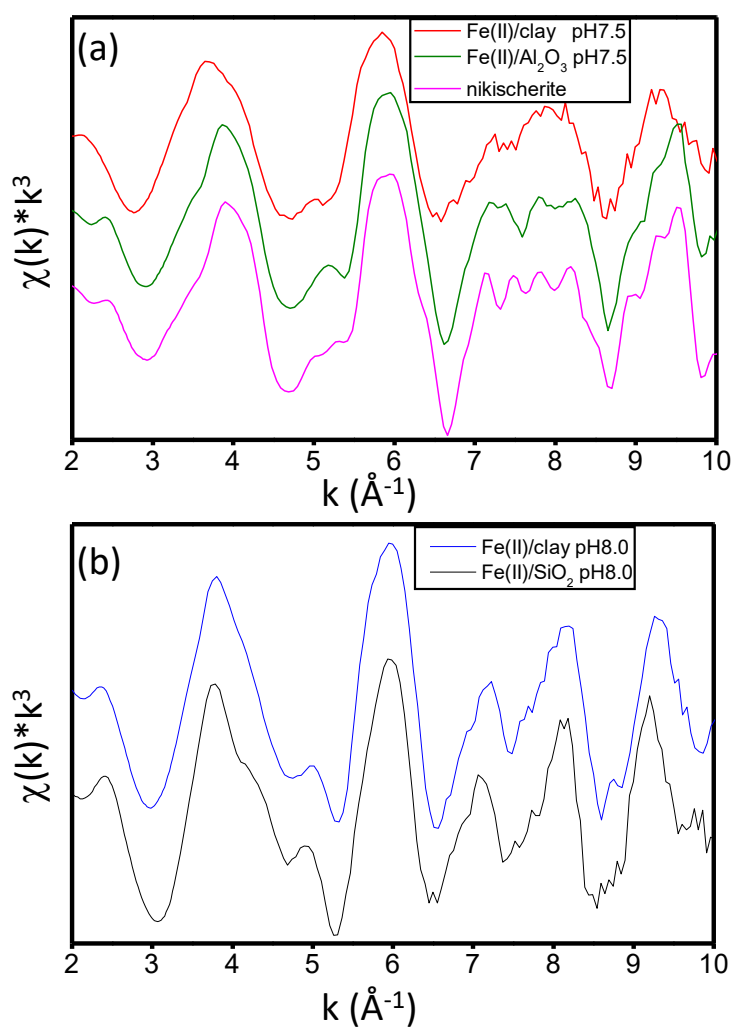 (a)
Fe(II)/clay pH7.5
Fe(II)/Al₂O₃ pH7.5
nikischerite
χ(k)*k³
2 3 4 5 6 7 8 9 10
k (Å⁻¹)
(b)
Fe(II)/clay pH8.0
Fe(II)/SiO₂ pH8.0
χ(k)*k³
2 3 4 5 6 7 8 9 10
k (Å⁻¹)